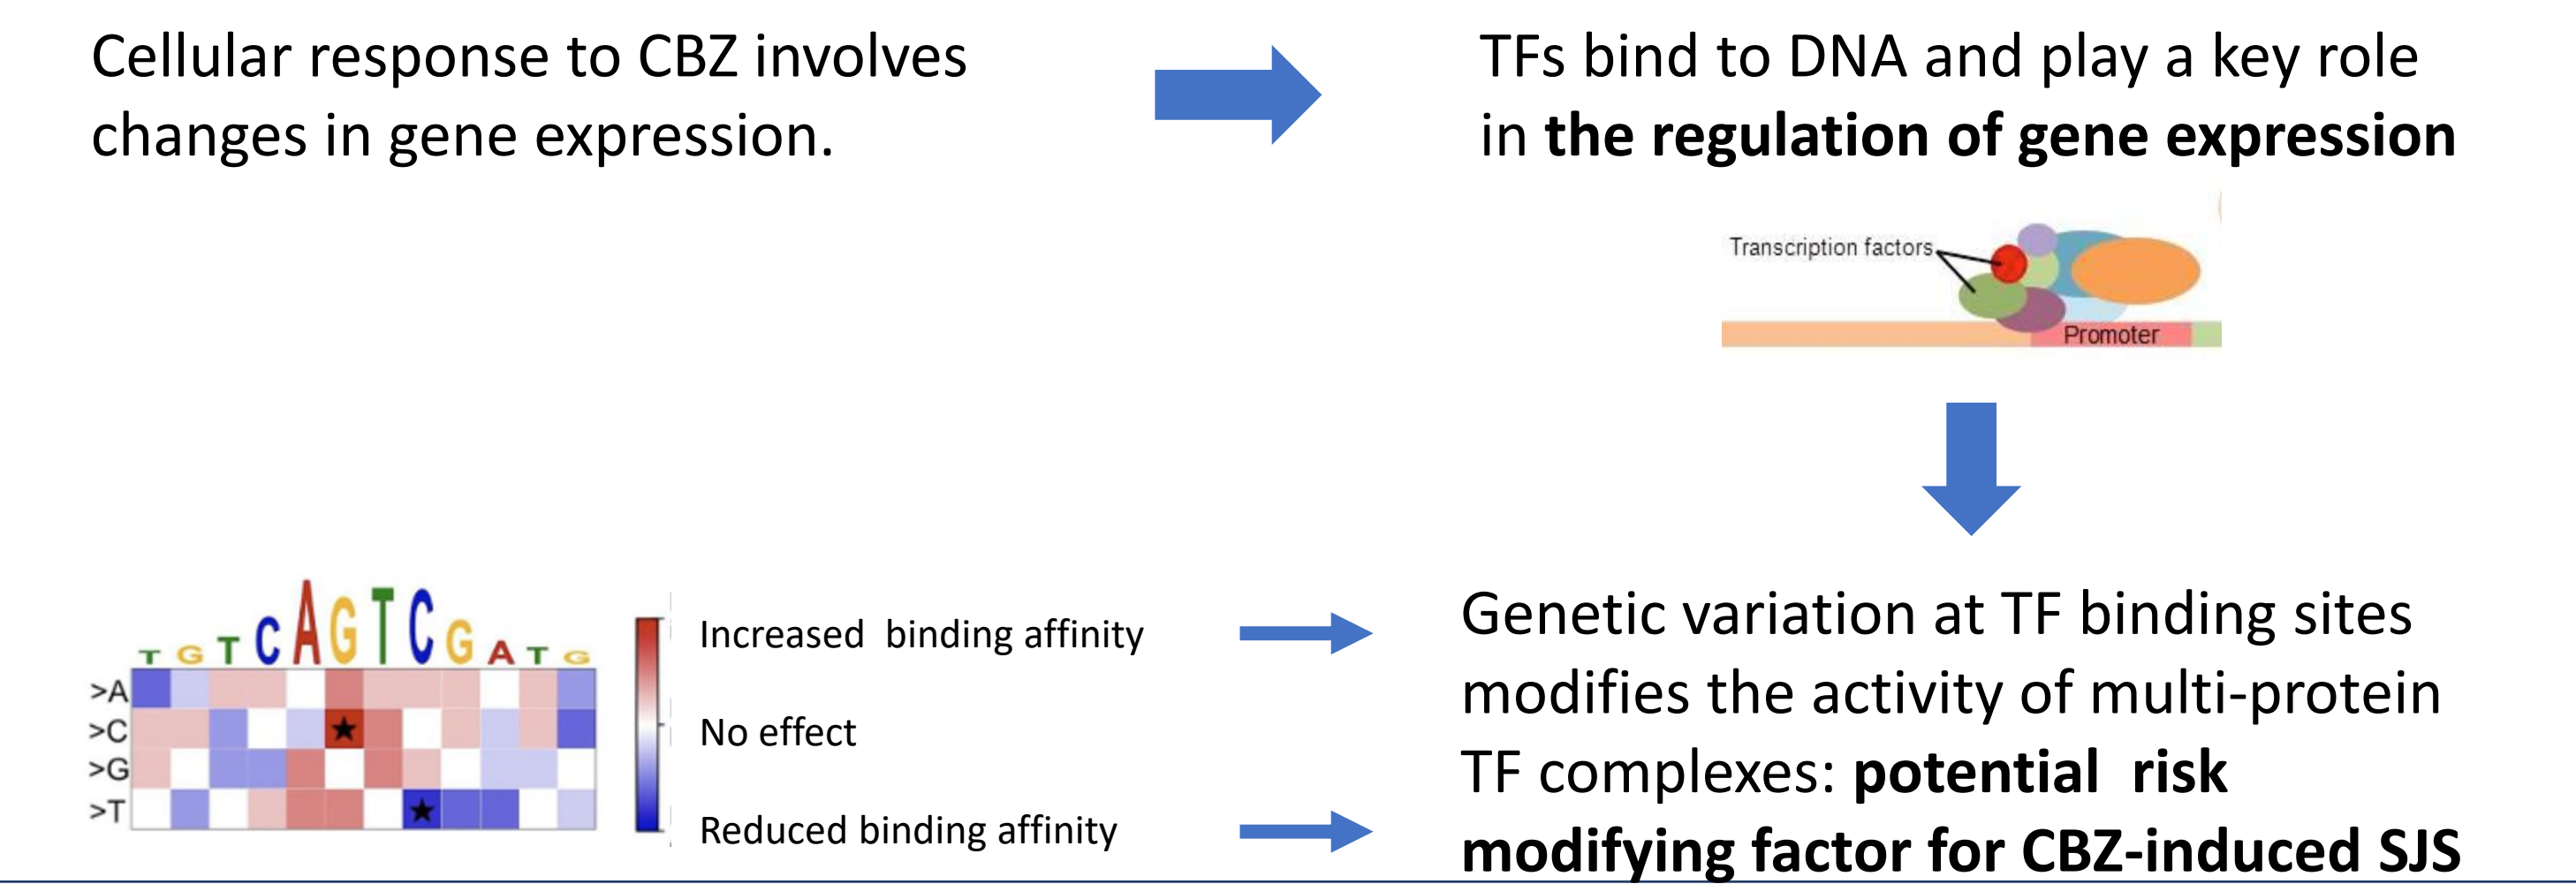 Cellular response to CBZ involves
changes in gene expression.
TFs bind to DNA and play a key role
in the regulation of gene expression
Transcription factors
Promoter
TGTCAGTCGATG
>A
>C
>G
>T
Increased  binding affinity
No effect
Reduced binding affinity
Genetic variation at TF binding sites
modifies the activity of multi-protein
TF complexes: potential  risk
modifying factor for CBZ-induced SJS